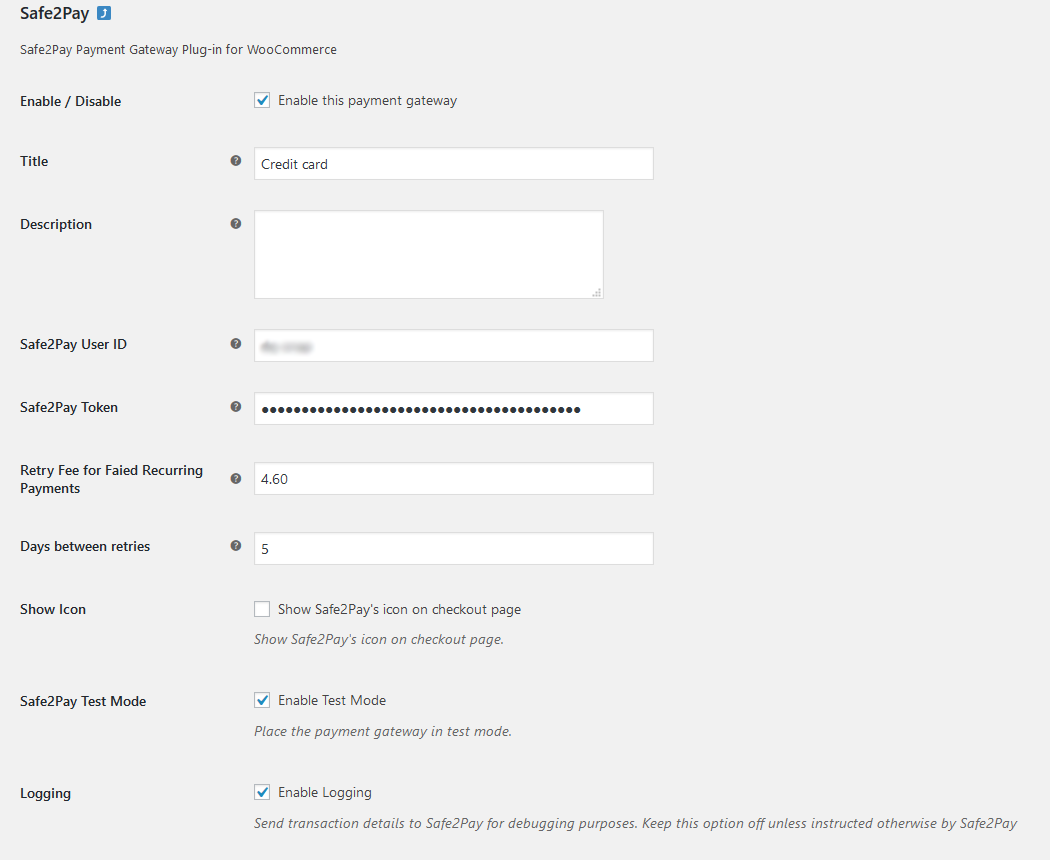 Safe2Pay
Safe2Pay Payment Gateway Plug-in for WooCommerce
Enable / Disable
Enable this payment gateway
Title
Credit card
Description
Safe2Pay User ID
Safe2Pay Token
••••••••••••••••••••••••••••••••••••••••
Retry Fee for Faied Recurring
Payments
4.60
Days between retries
5
Show Icon
Show Safe2Pay's icon on checkout page
Show Safe2Pay's icon on checkout page.
Safe2Pay Test Mode
Enable Test Mode
Place the payment gateway in test mode.
Logging
Enable Logging
Send transaction details to Safe2Pay for debugging purposes. Keep this option off unless instructed otherwise by Safe2Pay